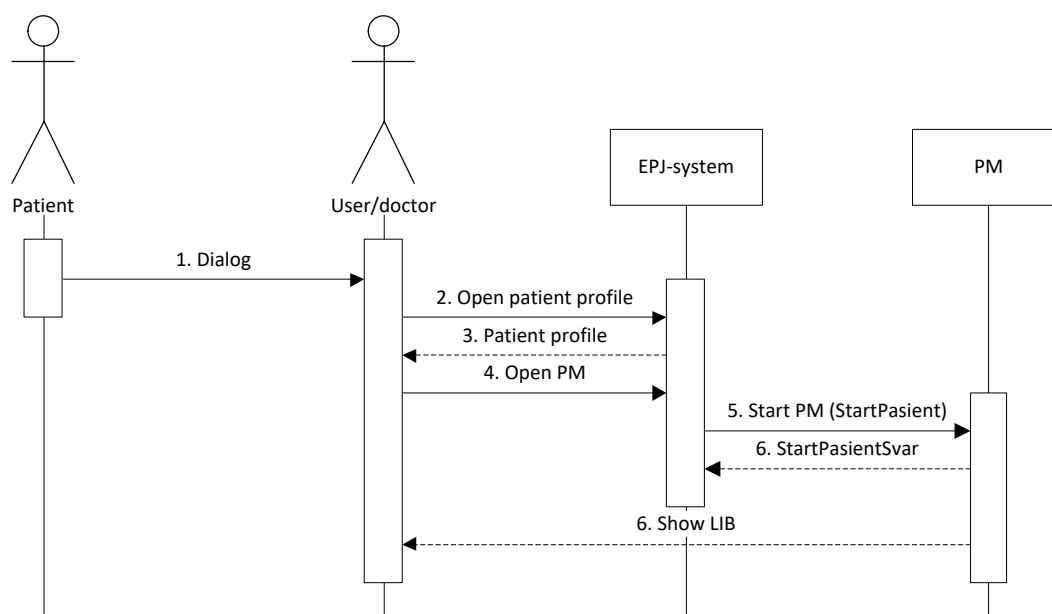 EPJ-system
PM
Patient
User/doctor
1. Dialog
2. Open patient profile
3. Patient profile
4. Open PM
5. Start PM (StartPasient)
6. StartPasientSvar
6. Show LIB